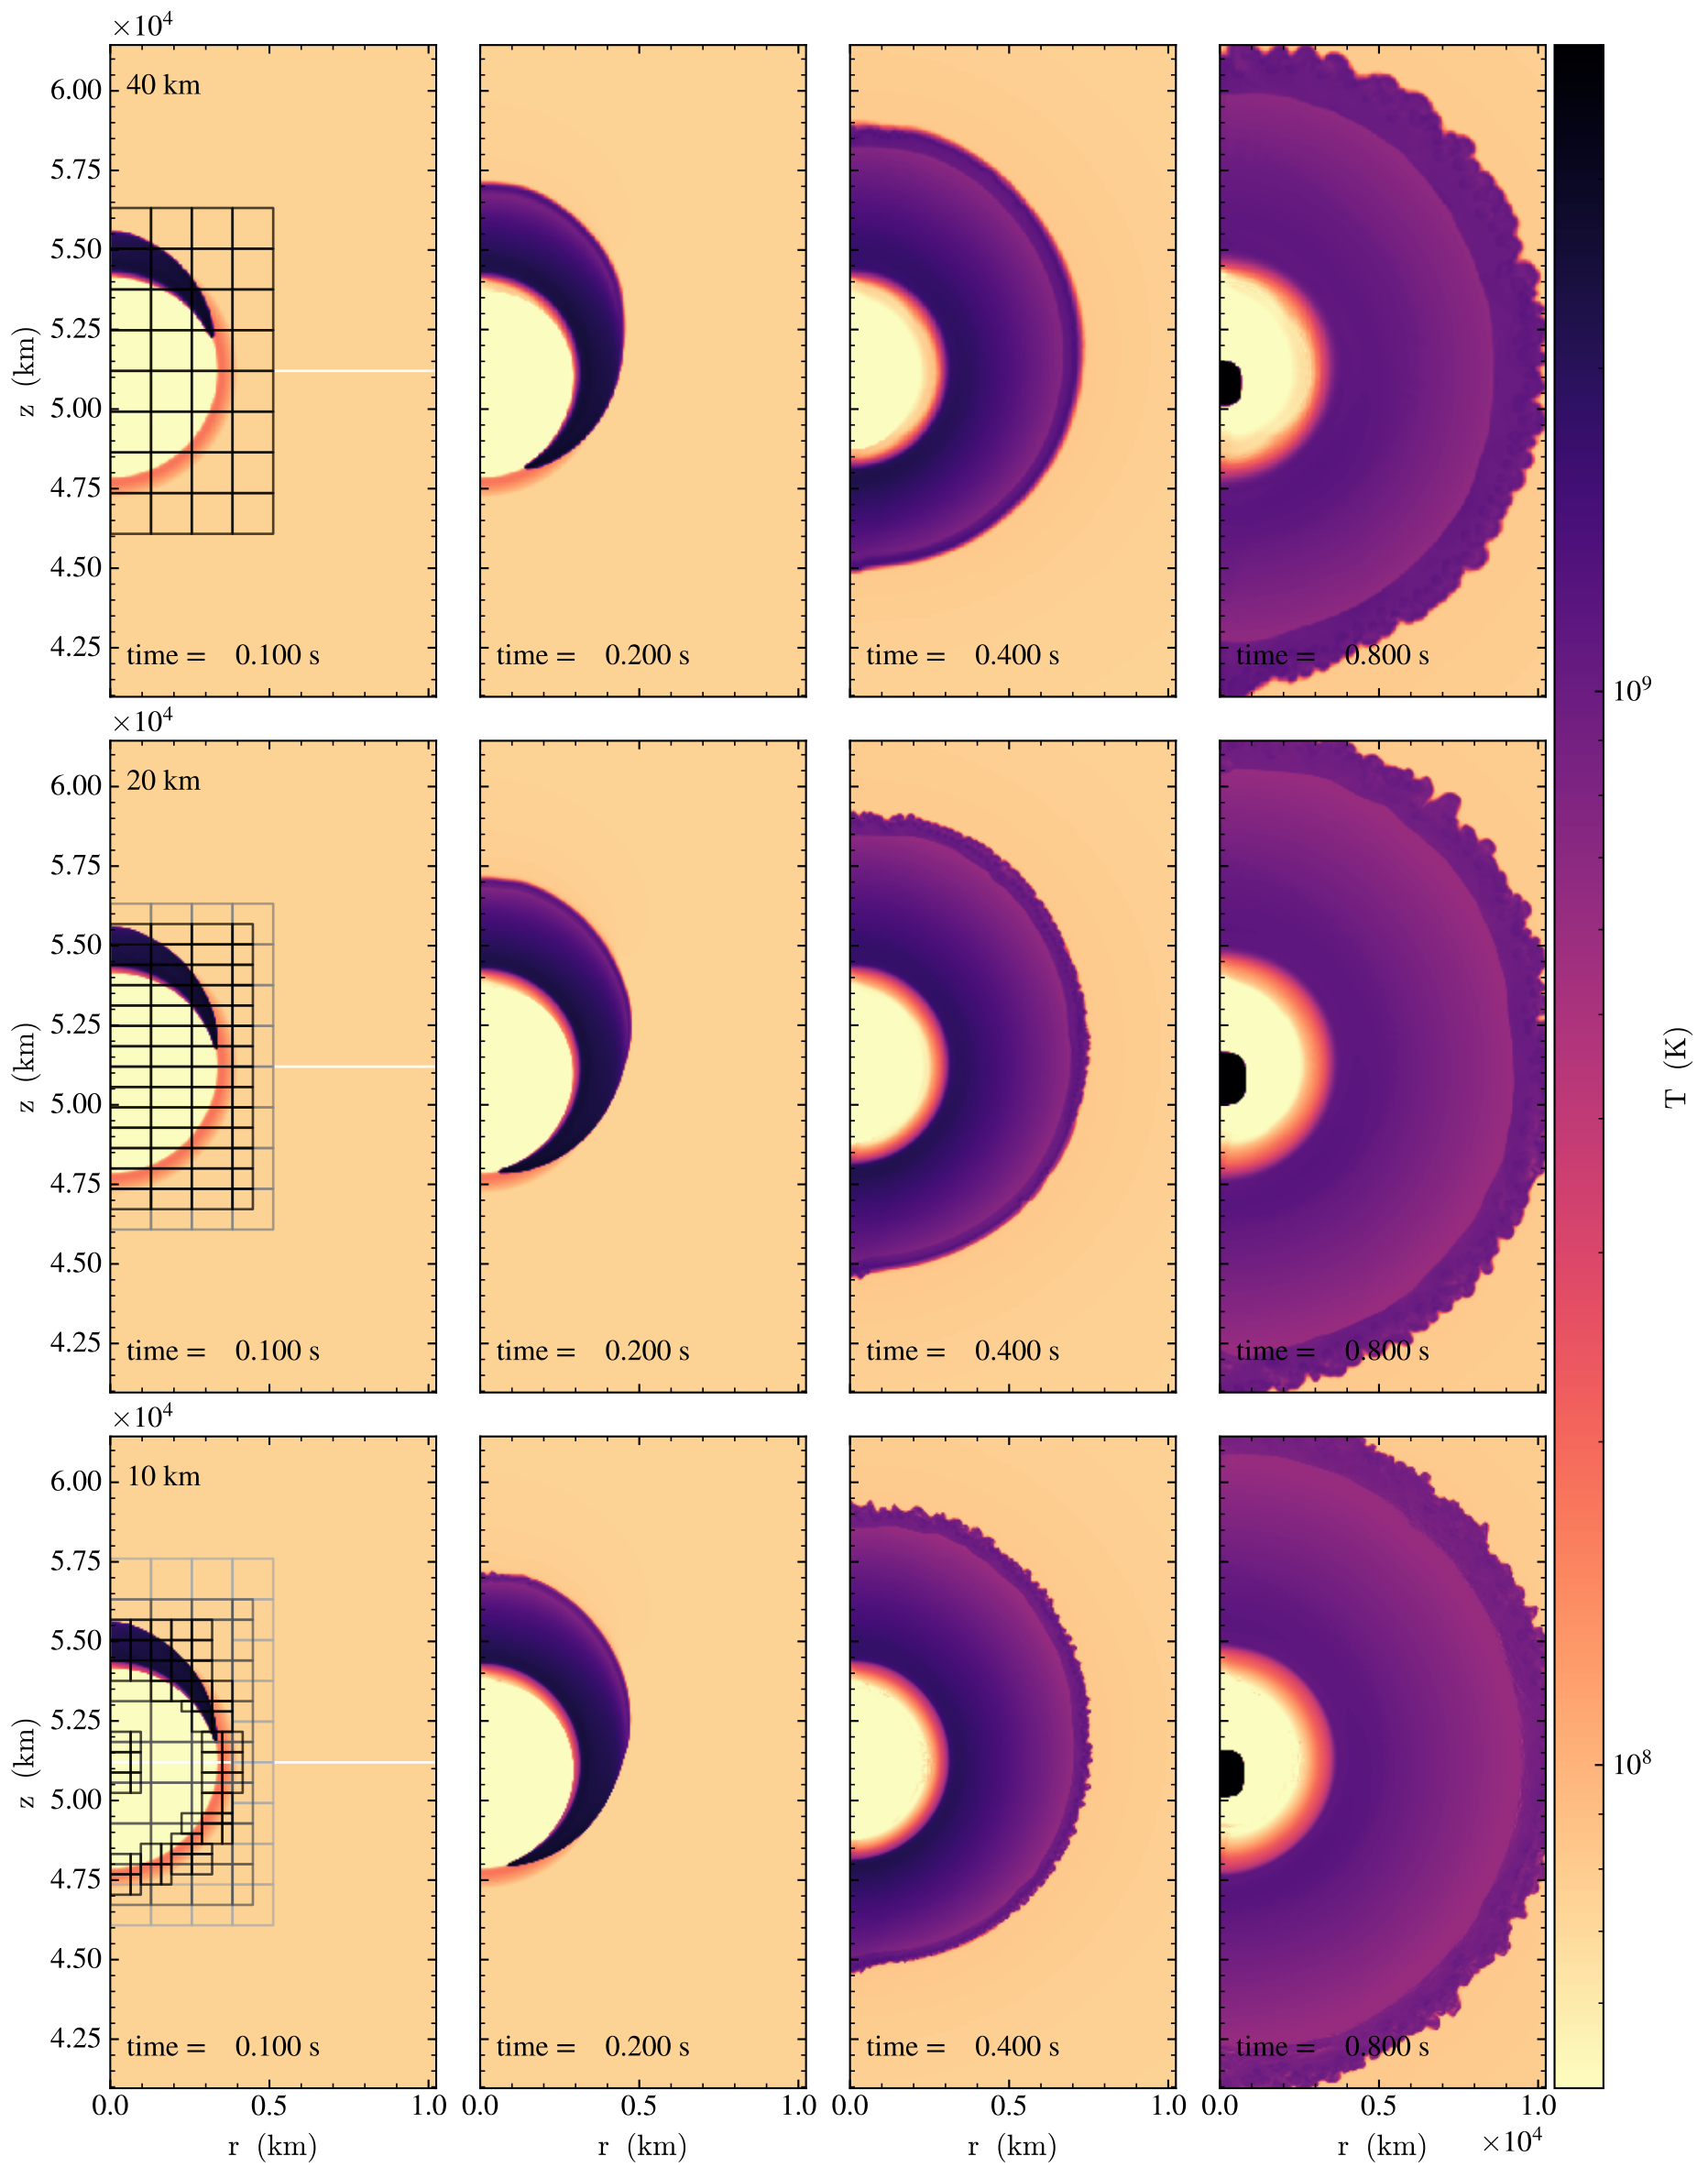 ×10⁴
40 km
6.00
5.75
5.50
5.25
5.00
4.75
4.50
4.25
z (km)
time = 0.100 s
time = 0.200 s
time = 0.400 s
time = 0.800 s
×10⁴
20 km
6.00
5.75
5.50
5.25
5.00
4.75
4.50
4.25
z (km)
time = 0.100 s
time = 0.200 s
time = 0.400 s
time = 0.800 s
×10⁴
10 km
6.00
5.75
5.50
5.25
5.00
4.75
4.50
4.25
z (km)
time = 0.100 s
time = 0.200 s
time = 0.400 s
time = 0.800 s
0.0 0.5 1.0
0.0 0.5 1.0
0.0 0.5 1.0
0.0 0.5 1.0
r (km)
r (km)
r (km)
r (km)
×10⁴
10⁹
T (K)
10⁸